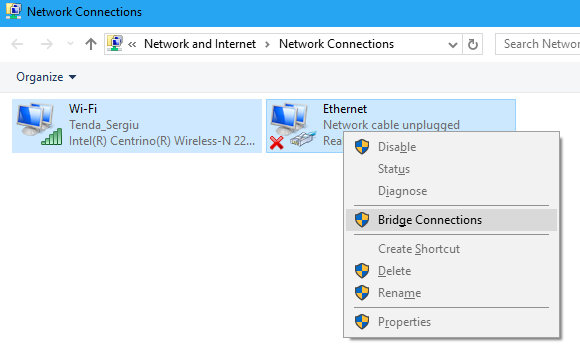 Network Connections
« Network and Internet › Network Connections
Search Networ
Organize
Wi-Fi
Tenda_Sergiu
Intel(R) Centrino(R) Wireless-N 22...
Ethernet
Network cable unplugged
Rea
Disable
Status
Diagnose
Bridge Connections
Create Shortcut
Delete
Rename
Properties